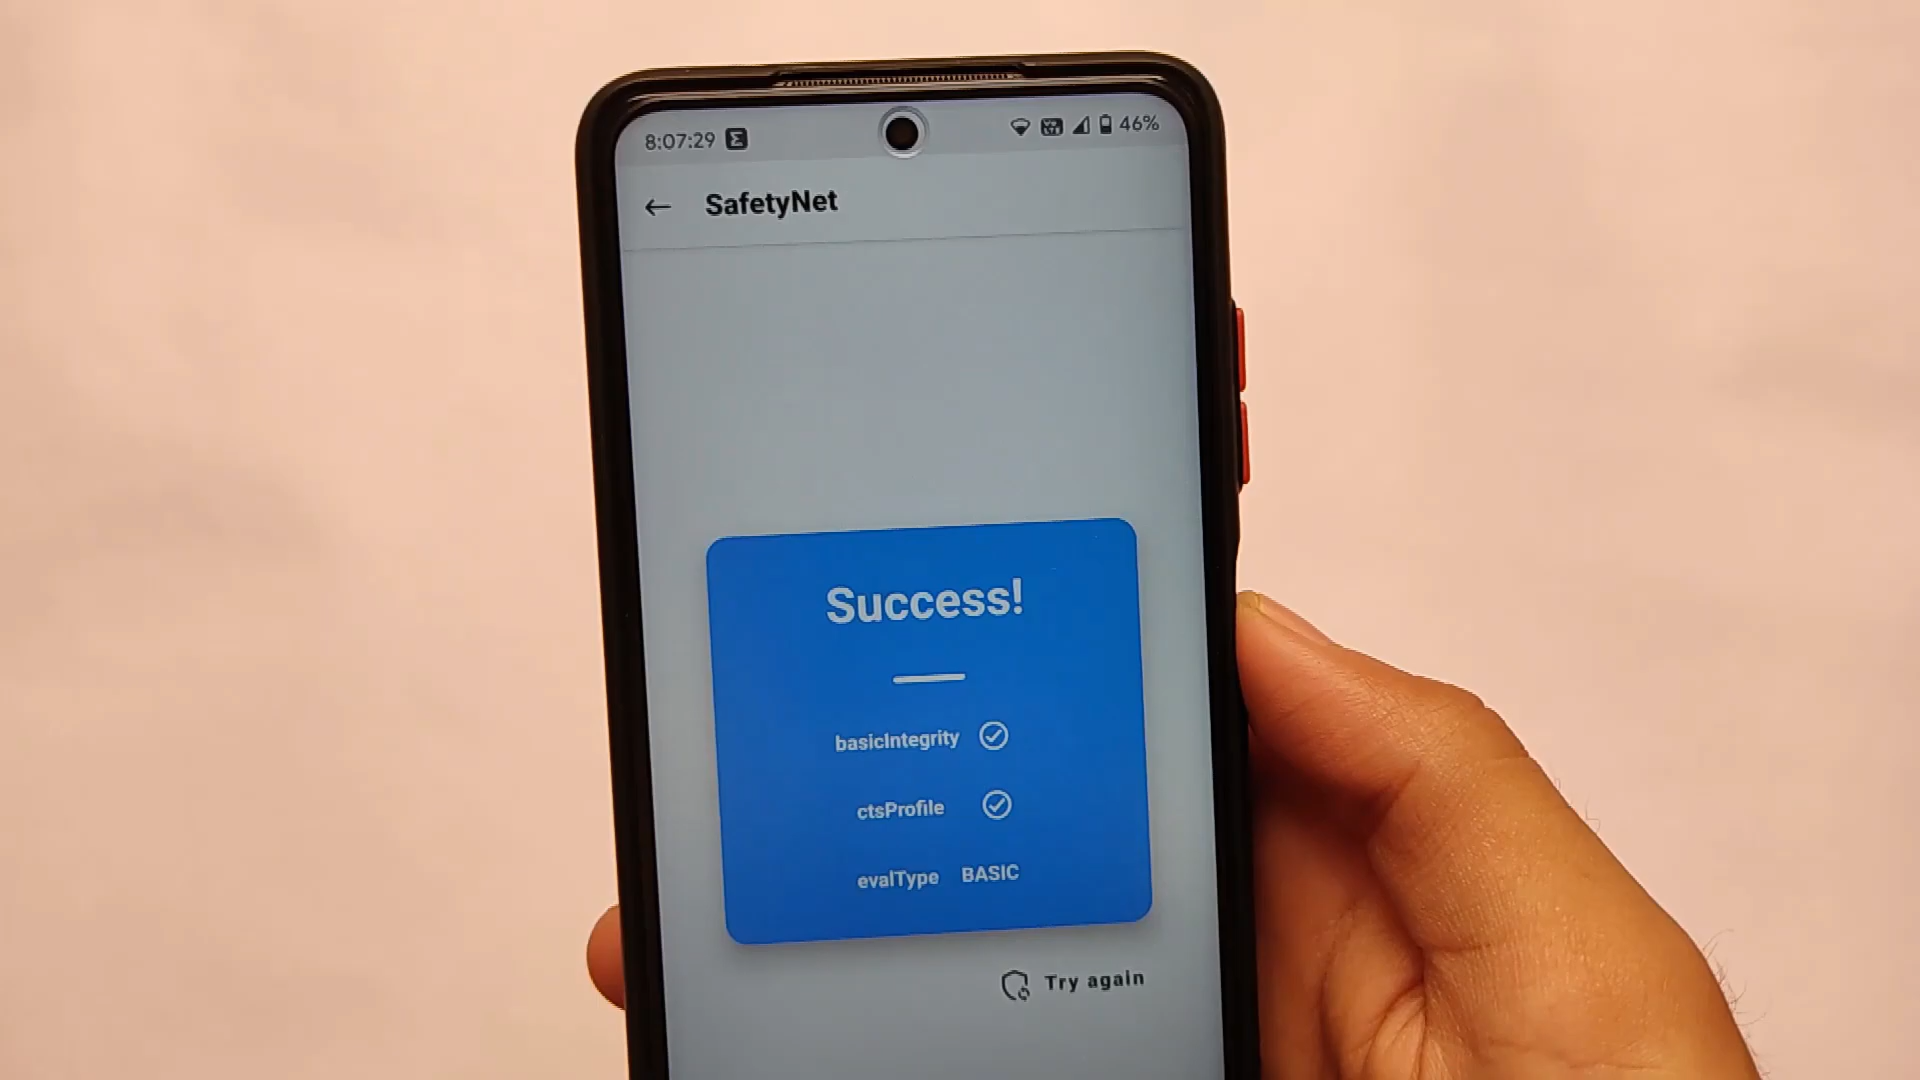 8:07:29 46%
SafetyNet
Success!
basicIntegrity
ctsProfile
evalType BASIC
Try again